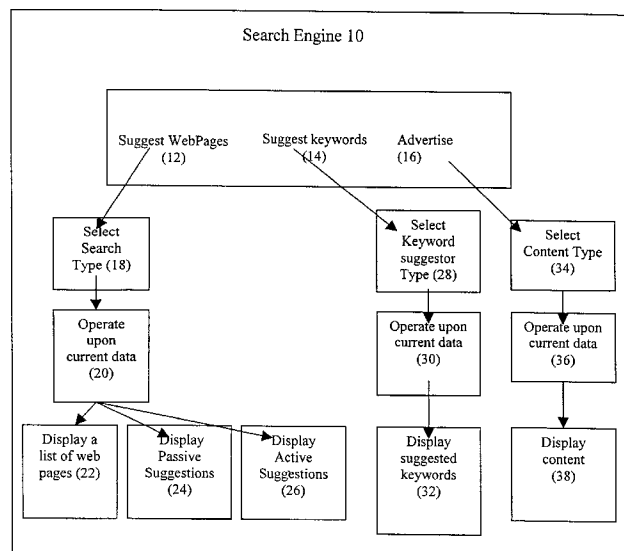 Search Engine 10
Suggest WebPages
(12)
Suggest keywords
(14)
Advertise
(16)
Select
Search
Type (18)
Select
Keyword
suggestor
Type (28)
Select
Content Type
(34)
Operate
upon
current data
(20)
Operate upon
current data
(30)
Operate upon
current data
(36)
Display a
list of web
pages (22)
Display
Passive
Suggestions
(24)
Display
Active
Suggestions
(26)
Display
suggested
keywords
(32)
Display
content
(38)